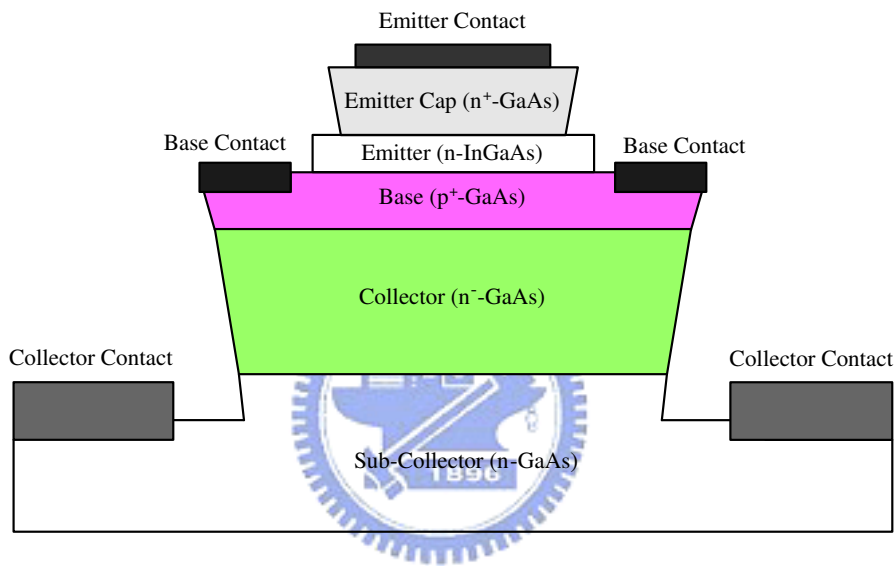 Emitter Contact
Emitter Cap (n⁺-GaAs)
Base Contact
Emitter (n-InGaAs)
Base Contact
Base (p⁺-GaAs)
Collector (n⁻-GaAs)
Collector Contact
Collector Contact
Sub-Collector (n-GaAs)
1896